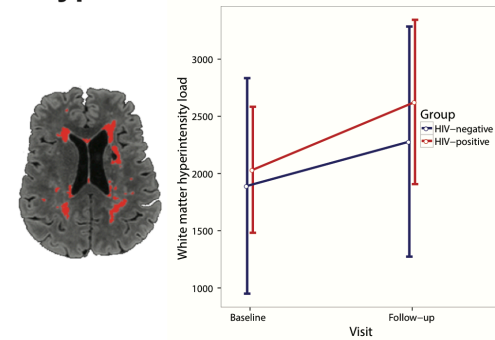 3000
2500
2000
1500
1000
White matter hyperintensity load
Baseline
Follow−up
Visit
Group
HIV−negative
HIV−positive